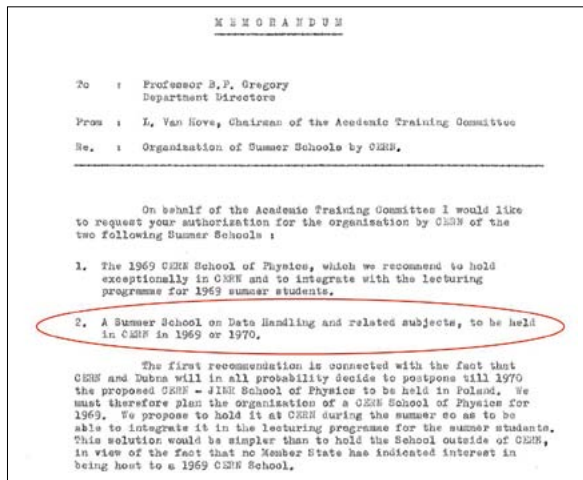 MEMORANDUM
To : Professor B.P. Gregory
Department Directors
From : L. Van Hove, Chairman of the Academic Training Committee
Re. : Organization of Summer Schools by CERN.
On behalf of the Academic Training Committee I would like
to request your authorization for the organisation by CERN of the
two following Summer Schools :
1. The 1969 CERN School of Physics, which we recommend to hold
exceptionally in CERN and to integrate with the lecturing
programme for 1969 summer students.
2. A Summer School on Data Handling and related subjects, to be held
in CERN in 1969 or 1970.
The first recommendation is connected with the fact that
CERN and Dubna will in all probability decide to postpone till 1970
the proposed CERN - JINR School of Physics to be held in Poland. We
must therefore plan the organization of a CERN School of Physics for
1969. We propose to hold it at CERN during the summer so as to be
able to integrate it in the lecturing programme for the summer students.
This solution would be simpler than to hold the School outside of CERN,
in view of the fact that no Member State has indicated interest in
being host to a 1969 CERN School.